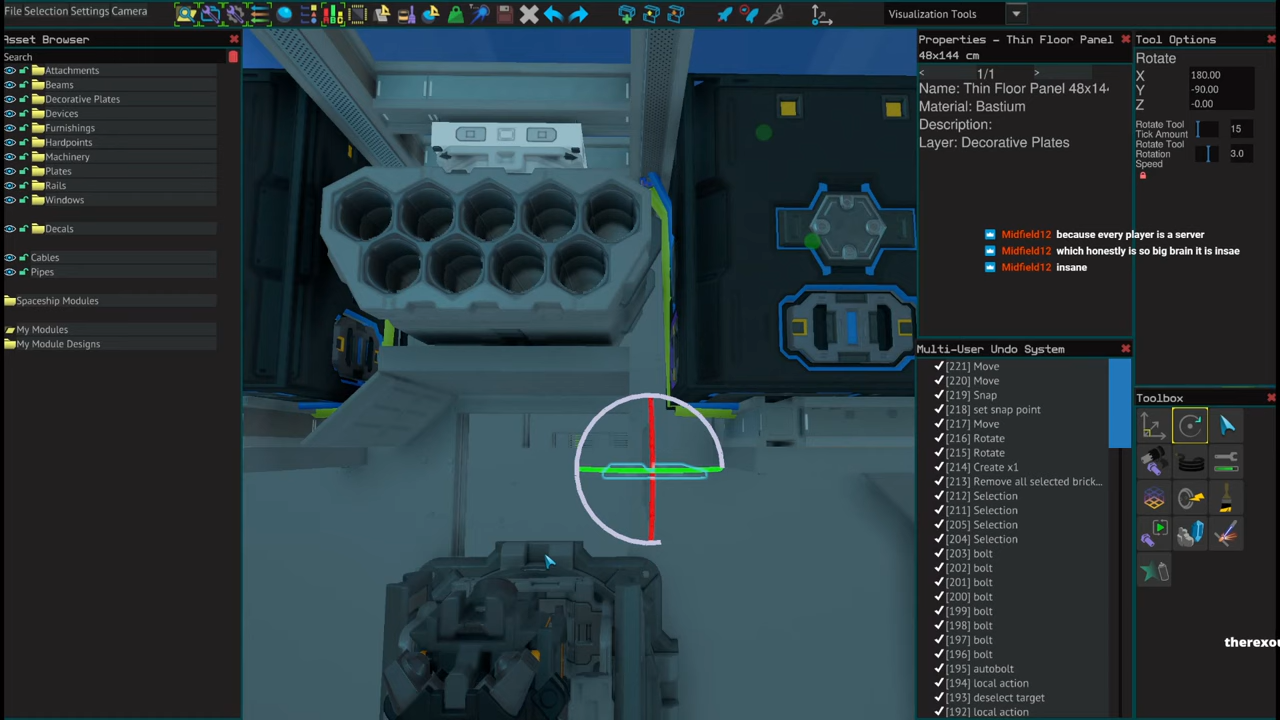 File Selection Settings Camera
Visualization Tools
Asset Browser
Search
Attachments
Beams
Decorative Plates
Devices
Furnishings
Hardpoints
Machinery
Plates
Rails
Windows
Decals
Cables
Pipes
Spaceship Modules
My Modules
My Module Designs
Properties - Thin Floor Panel
48x144 cm
< 1/1 >
Name: Thin Floor Panel 48x144
Material: Bastium
Description:
Layer: Decorative Plates
Midfield12 because every player is a server
Midfield12 which honestly is so big brain it is insae
Midfield12 insane
Tool Options
Rotate
X 180.00
Y -90.00
Z -0.00
Rotate Tool
Tick Amount 15
Rotate Tool
Rotation 3.0
Speed
Multi-User Undo System
[221] Move
[220] Move
[219] Snap
[218] set snap point
[217] Move
[216] Rotate
[215] Rotate
[214] Create x1
[213] Remove all selected brick...
[212] Selection
[211] Selection
[205] Selection
[204] Selection
[203] bolt
[202] bolt
[201] bolt
[200] bolt
[199] bolt
[198] bolt
[197] bolt
[196] bolt
[195] autobolt
[194] local action
[193] deselect target
[192] local action
Toolbox
therexou